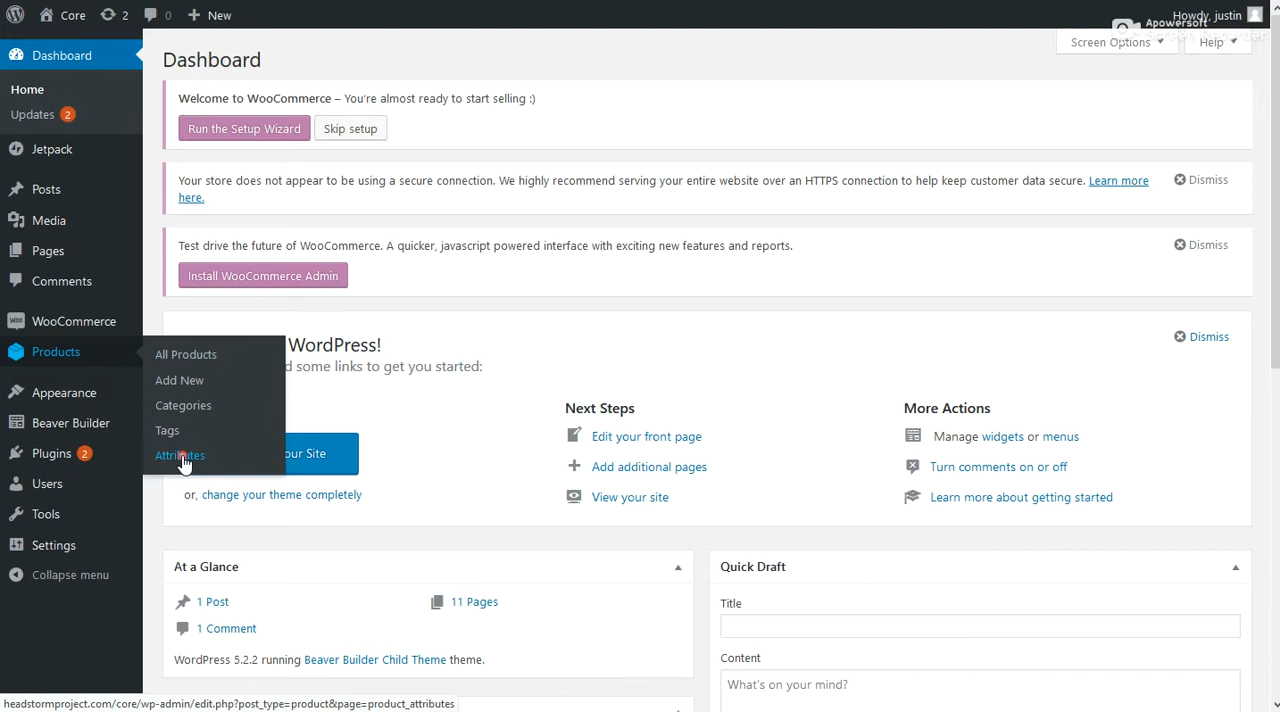 Core
2
0
New
Howdy, justin
Apowersoft
Screen Recorder
Dashboard
Home
Updates 2
Jetpack
Posts
Media
Pages
Comments
WooCommerce
Products
Appearance
Beaver Builder
Plugins 2
Users
Tools
Settings
Collapse menu
All Products
Add New
Categories
Tags
Attributes
Dashboard
Screen Options
Help
Welcome to WooCommerce – You're almost ready to start selling :)
Run the Setup Wizard
Skip setup
Your store does not appear to be using a secure connection. We highly recommend serving your entire website over an HTTPS connection to help keep customer data secure. Learn more
here.
Dismiss
Test drive the future of WooCommerce. A quicker, javascript powered interface with exciting new features and reports.
Dismiss
Install WooCommerce Admin
WordPress!
Dismiss
d some links to get you started:
our Site
or, change your theme completely
Next Steps
Edit your front page
Add additional pages
View your site
More Actions
Manage widgets or menus
Turn comments on or off
Learn more about getting started
At a Glance
1 Post
11 Pages
1 Comment
WordPress 5.2.2 running Beaver Builder Child Theme theme.
Quick Draft
Title
Content
What's on your mind?
headstormproject.com/core/wp-admin/edit.php?post_type=product&page=product_attributes